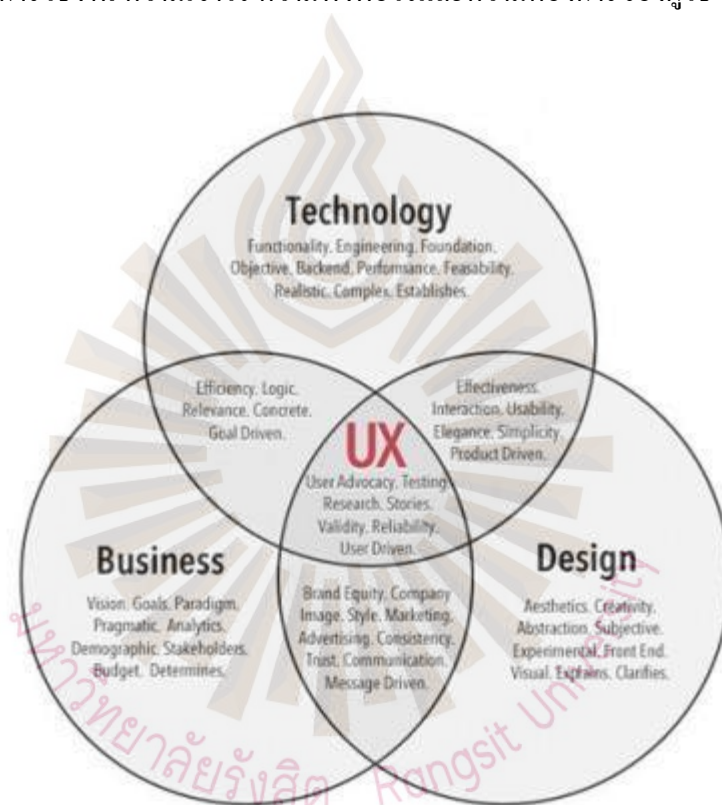 Technology
Functionality. Engineering. Foundation.
Objective. Backend. Performance. Feasability.
Realistic. Complex. Establishes.
Efficiency. Logic.
Relevance. Concrete.
Goal Driven.
Effectiveness.
Interaction. Usability.
Elegance. Simplicity.
Product Driven.
UX
User Advocacy. Testing
Research. Stories.
Validity. Reliability.
User Driven.
Business
Vision. Goals. Paradigm.
Pragmatic. Analytics.
Demographic. Stakeholders.
Budget. Determines.
Brand Equity. Company
Image. Style. Marketing.
Advertising. Consistency.
Trust. Communication.
Message Driven.
Design
Aesthetics. Creativity.
Abstraction. Subjective.
Experimental. Front End.
Visual. Explains. Clarifies.
มหาวิทยาลัยรังสิต Rangsit University